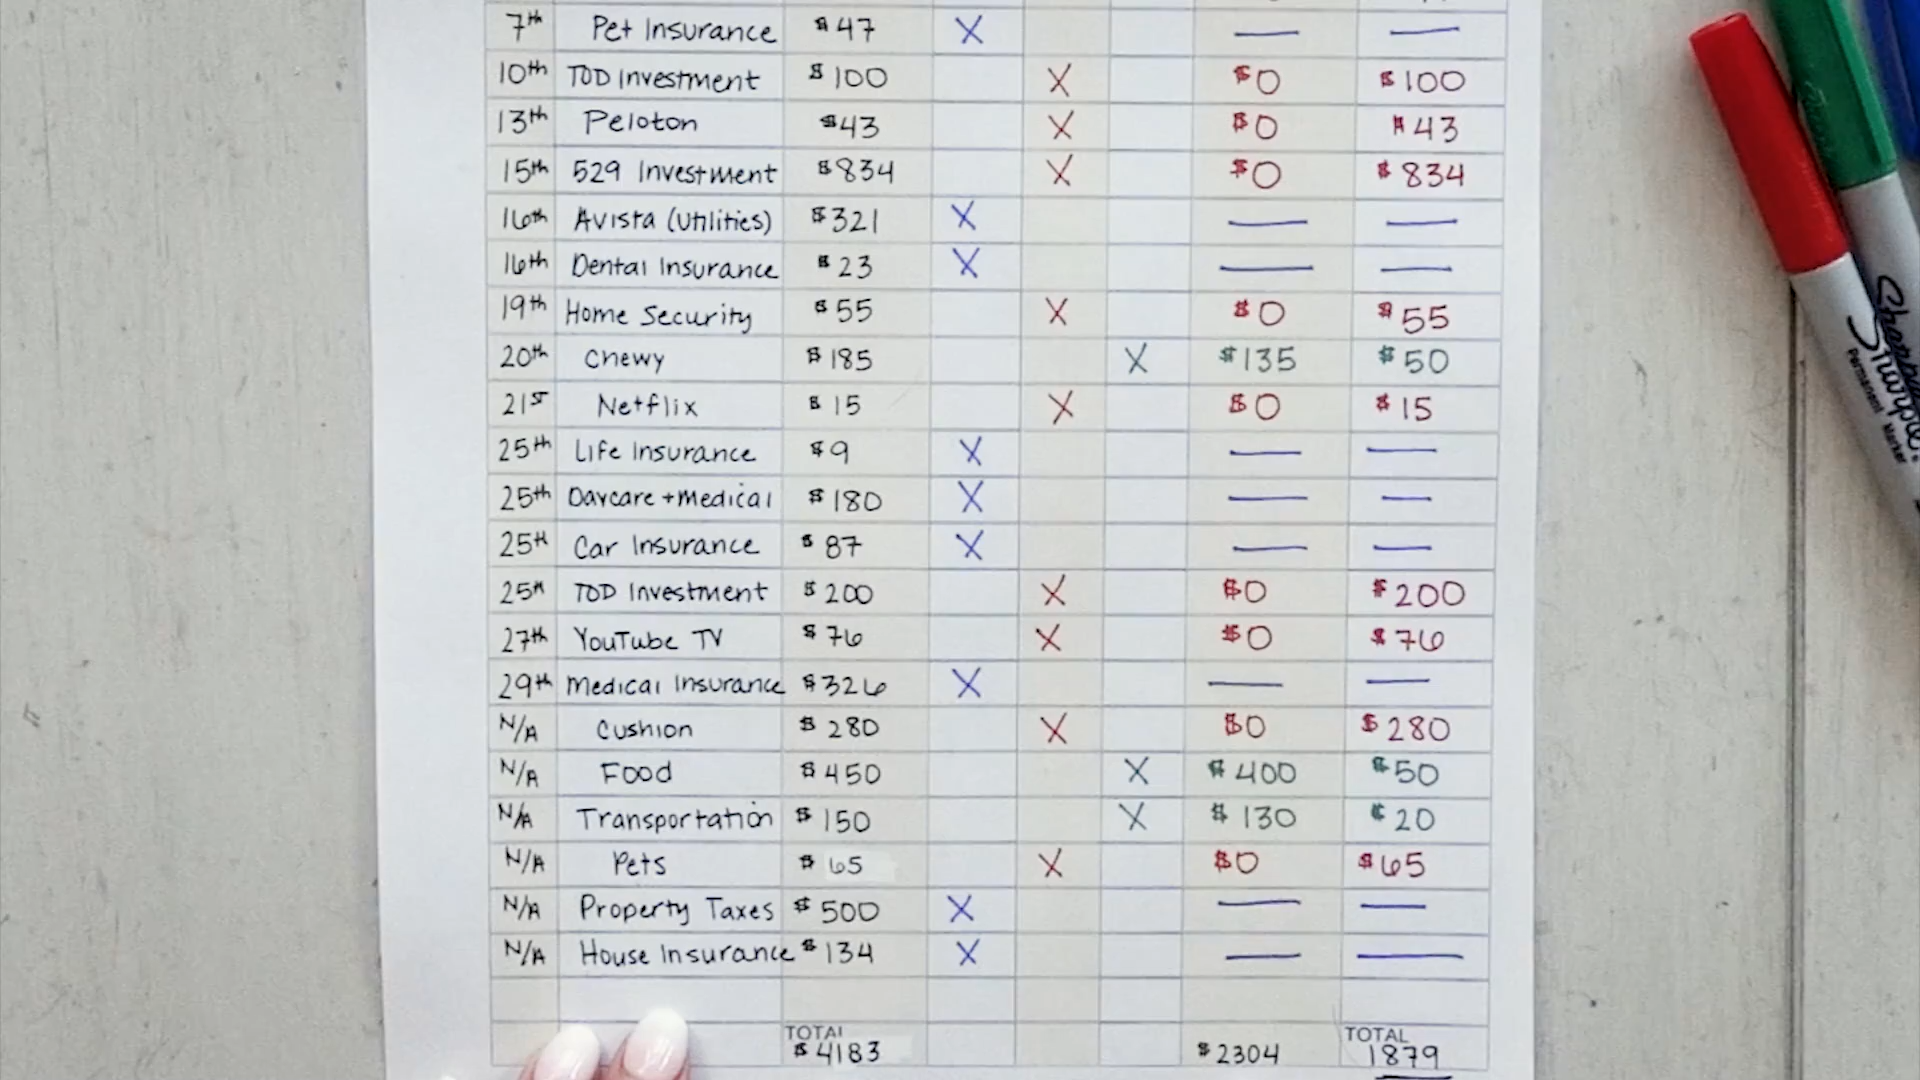 7th Pet Insurance $47 X — —
10th TOD Investment $100 X $0 $100
13th Peloton $43 X $0 $43
15th 529 Investment $834 X $0 $834
16th Avista (Utilities) $321 X — —
16th Dental Insurance $23 X — —
19th Home Security $55 X $0 $55
20th Chewy $185 X $135 $50
21st Netflix $15 X $0 $15
25th Life Insurance $9 X — —
25th Daycare + Medical $180 X — —
25th Car Insurance $87 X — —
25th TOD Investment $200 X $0 $200
27th YouTube TV $76 X $0 $76
29th Medical Insurance $326 X — —
N/A Cushion $280 X $0 $280
N/A Food $450 X $400 $50
N/A Transportation $150 X $130 $20
N/A Pets $65 X $0 $65
N/A Property Taxes $500 X — —
N/A House Insurance $134 X — —
TOTAL TOTAL
$4183 $2304 1879
Sharpie
Permanent Marker